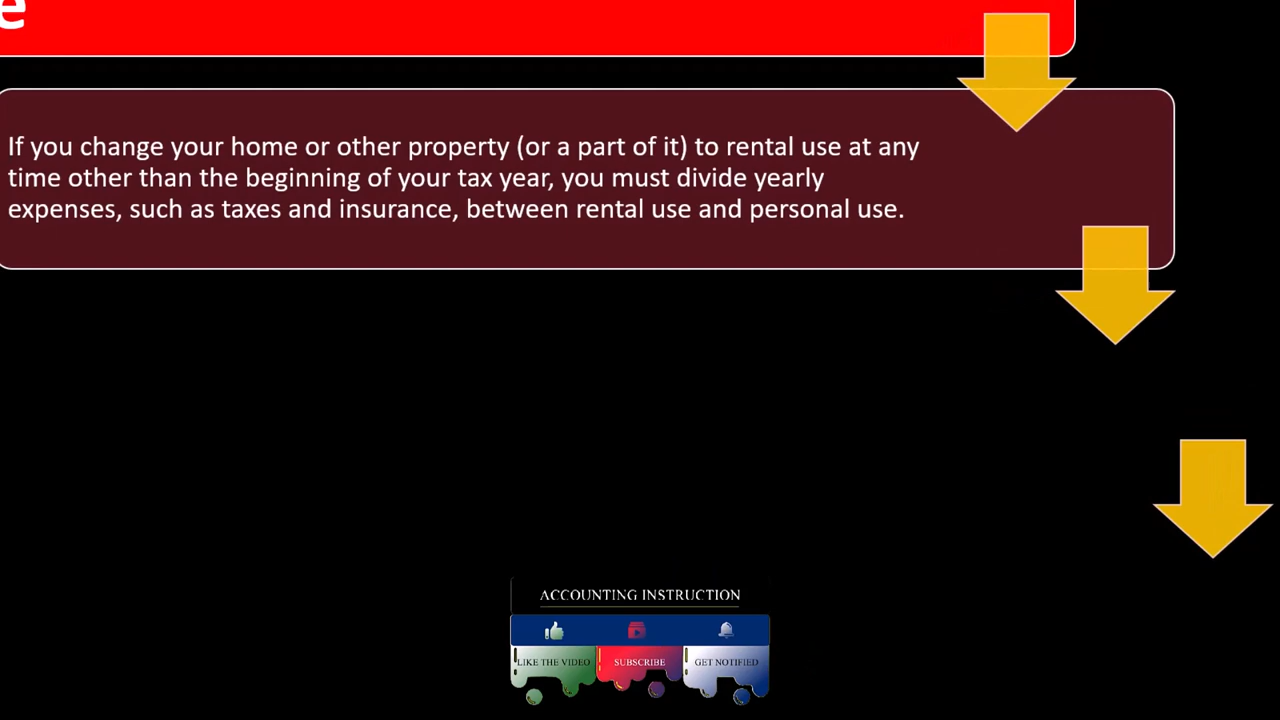 e
If you change your home or other property (or a part of it) to rental use at any
time other than the beginning of your tax year, you must divide yearly
expenses, such as taxes and insurance, between rental use and personal use.
ACCOUNTING INSTRUCTION
LIKE THE VIDEO SUBSCRIBE GET NOTIFIED